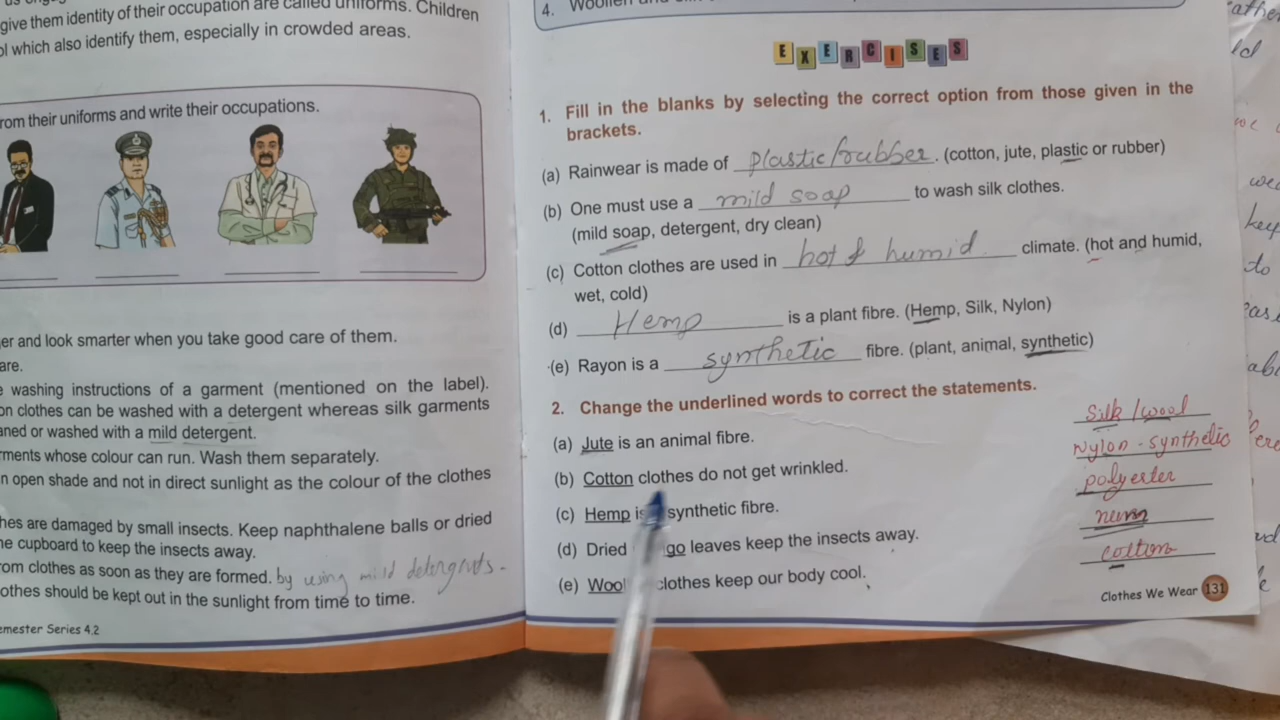 give them identity of their occupation are called uniforms. Children
which also identify them, especially in crowded areas.
rom their uniforms and write their occupations.
er and look smarter when you take good care of them.
are.
washing instructions of a garment (mentioned on the label).
on clothes can be washed with a detergent whereas silk garments
aned or washed with a mild detergent.
rments whose colour can run. Wash them separately.
n open shade and not in direct sunlight as the colour of the clothes
hes are damaged by small insects. Keep naphthalene balls or dried
he cupboard to keep the insects away.
rom clothes as soon as they are formed. by using mild detergnts.
othes should be kept out in the sunlight from time to time.
emester Series 4.2
4. Woollen and
EXERCISES
1. Fill in the blanks by selecting the correct option from those given in the
brackets.
(a) Rainwear is made of plastic/rubber. (cotton, jute, plastic or rubber)
(b) One must use a mild soap to wash silk clothes.
(mild soap, detergent, dry clean)
(c) Cotton clothes are used in hot & humid climate. (hot and humid,
wet, cold)
(d) Hemp is a plant fibre. (Hemp, Silk, Nylon)
(e) Rayon is a synthetic fibre. (plant, animal, synthetic)
2. Change the underlined words to correct the statements.
(a) Jute is an animal fibre. Silk/wool
(b) Cotton clothes do not get wrinkled. Nylon-synthetic
(c) Hemp is synthetic fibre. polyester
(d) Dried go leaves keep the insects away.
(e) Wool clothes keep our body cool. cotton
Clothes We Wear 131